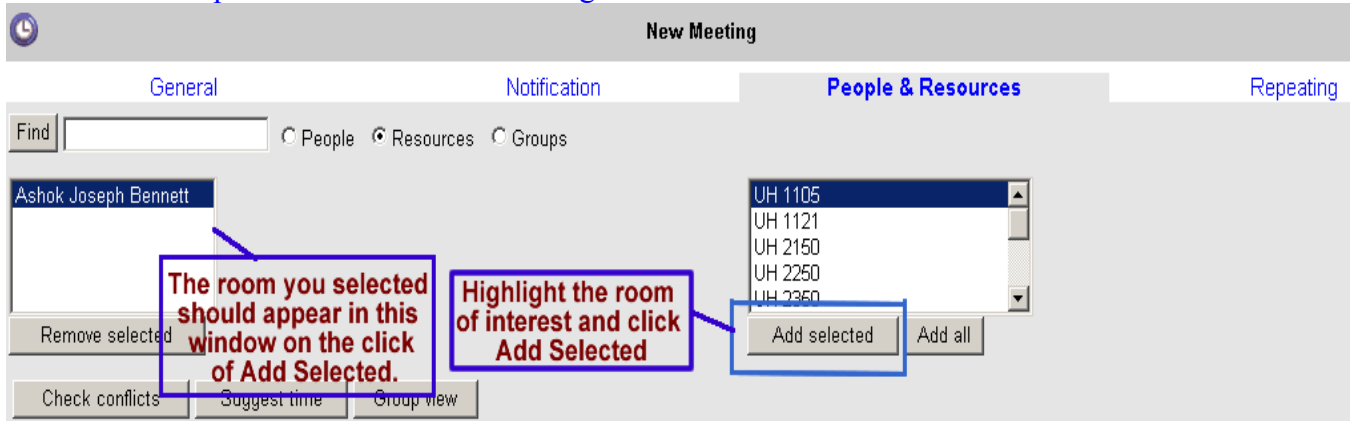 New Meeting
General Notification People & Resources Repeating
Find People Resources Groups
Ashok Joseph Bennett
UH 1105
UH 1121
UH 2150
UH 2250
UH 2360
The room you selected
should appear in this
window on the click
of Add Selected.
Highlight the room
of interest and click
Add Selected
Remove selected
Add selected Add all
Check conflicts Suggest time Group view